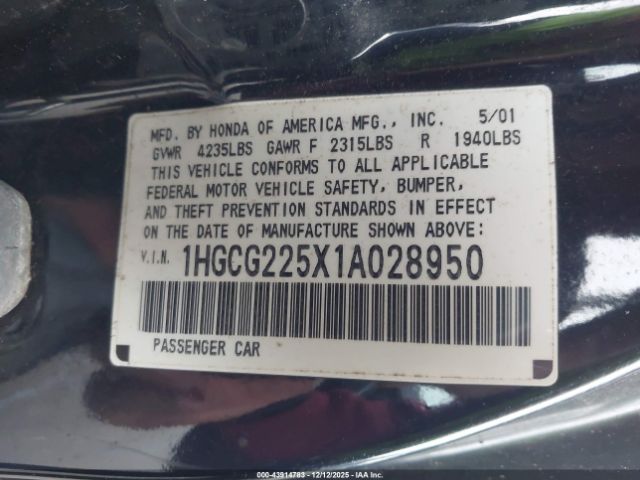 MFD. BY HONDA OF AMERICA MFG., INC. 5/01
GVWR 4235LBS GAWR F 2315LBS R 1940LBS
THIS VEHICLE CONFORMS TO ALL APPLICABLE
FEDERAL MOTOR VEHICLE SAFETY, BUMPER,
AND THEFT PREVENTION STANDARDS IN EFFECT
ON THE DATE OF MANUFACTURE SHOWN ABOVE:
V.I.N. 1HGCG225X1A028950
PASSENGER CAR
000-43914783 - 12/12/2025 - IAA Inc.